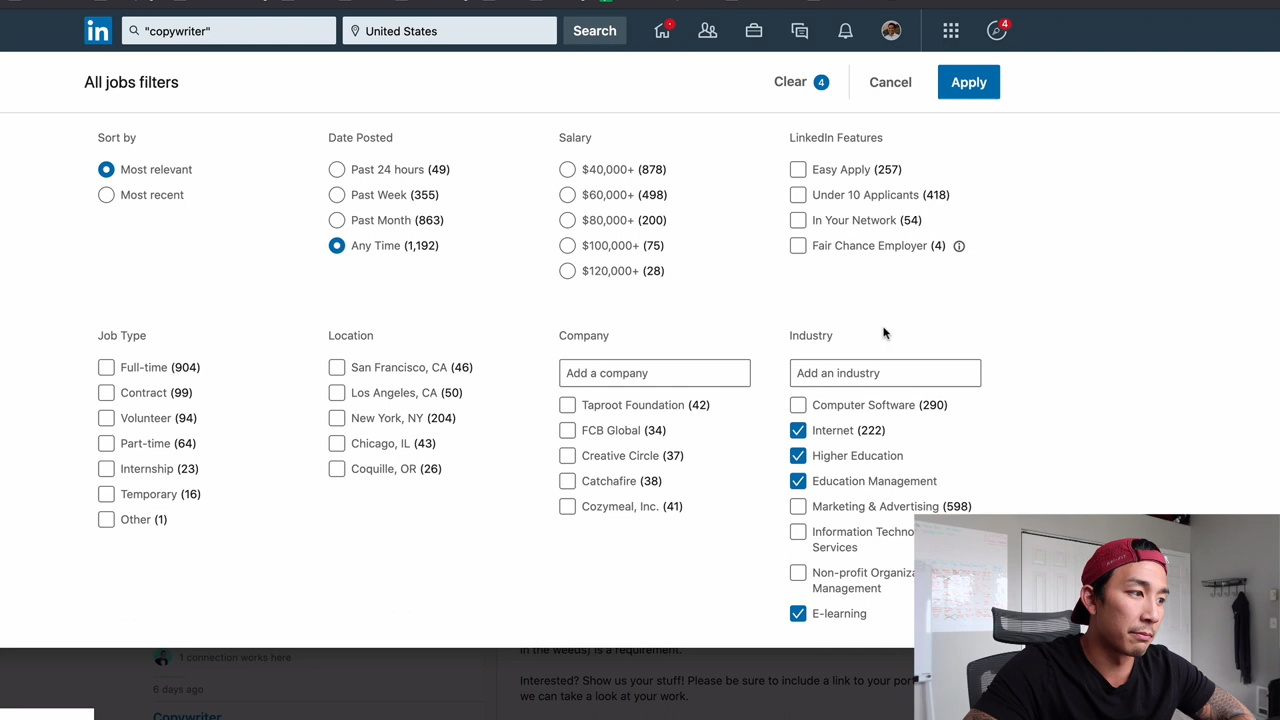 in
"copywriter"
United States
Search
4
All jobs filters
Clear 4
Cancel
Apply
Sort by
Most relevant
Most recent
Date Posted
Past 24 hours (49)
Past Week (355)
Past Month (863)
Any Time (1,192)
Salary
$40,000+ (878)
$60,000+ (498)
$80,000+ (200)
$100,000+ (75)
$120,000+ (28)
LinkedIn Features
Easy Apply (257)
Under 10 Applicants (418)
In Your Network (54)
Fair Chance Employer (4)
Job Type
Full-time (904)
Contract (99)
Volunteer (94)
Part-time (64)
Internship (23)
Temporary (16)
Other (1)
Location
San Francisco, CA (46)
Los Angeles, CA (50)
New York, NY (204)
Chicago, IL (43)
Coquille, OR (26)
Company
Add a company
Taproot Foundation (42)
FCB Global (34)
Creative Circle (37)
Catchafire (38)
Cozymeal, Inc. (41)
Industry
Add an industry
Computer Software (290)
Internet (222)
Higher Education
Education Management
Marketing & Advertising (598)
Information Techno
Services
Non-profit Organiza
Management
E-learning
1 connection works here
6 days ago
Copywriter
in the weeds) is a requirement.
Interested? Show us your stuff! Please be sure to include a link to your por
we can take a look at your work.